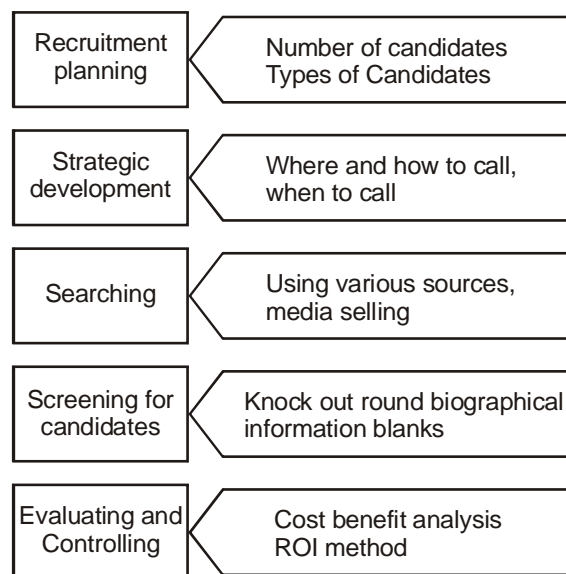 Recruitment
planning
Number of candidates
Types of Candidates
Strategic
development
Where and how to call,
when to call
Searching
Using various sources,
media selling
Screening for
candidates
Knock out round biographical
information blanks
Evaluating and
Controlling
Cost benefit analysis
ROI method